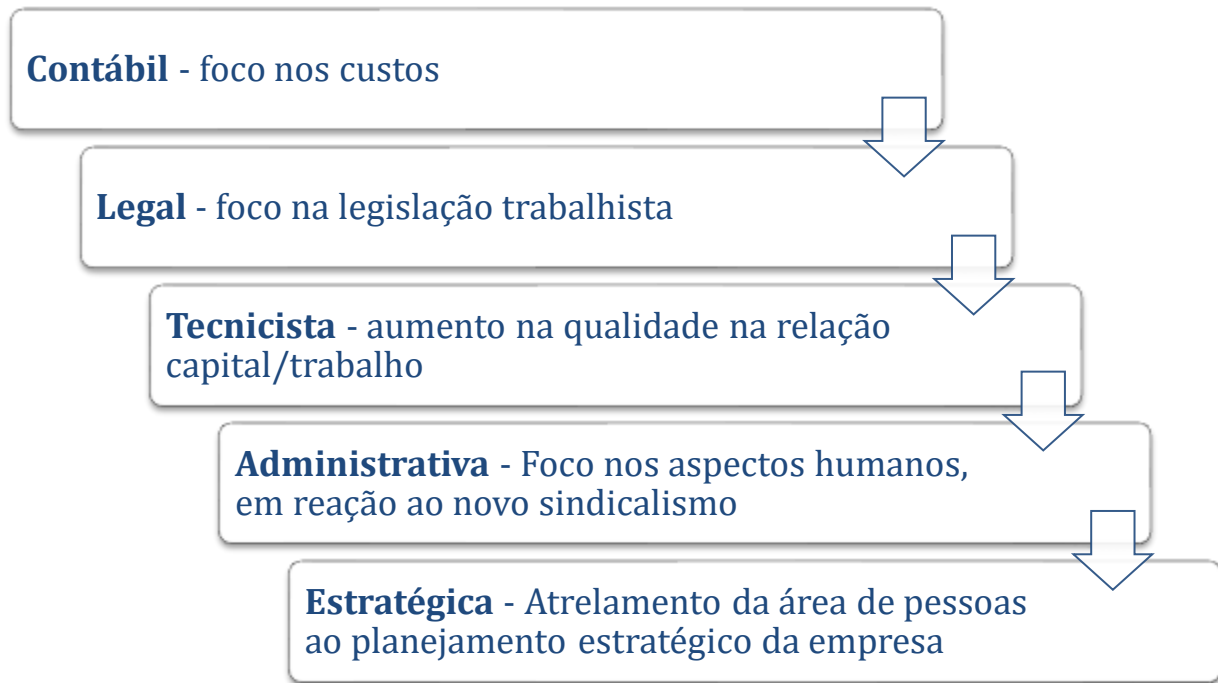 Contábil - foco nos custos
Legal - foco na legislação trabalhista
Tecnicista - aumento na qualidade na relação
capital/trabalho
Administrativa - Foco nos aspectos humanos,
em reação ao novo sindicalismo
Estratégica - Atrelamento da área de pessoas
ao planejamento estratégico da empresa